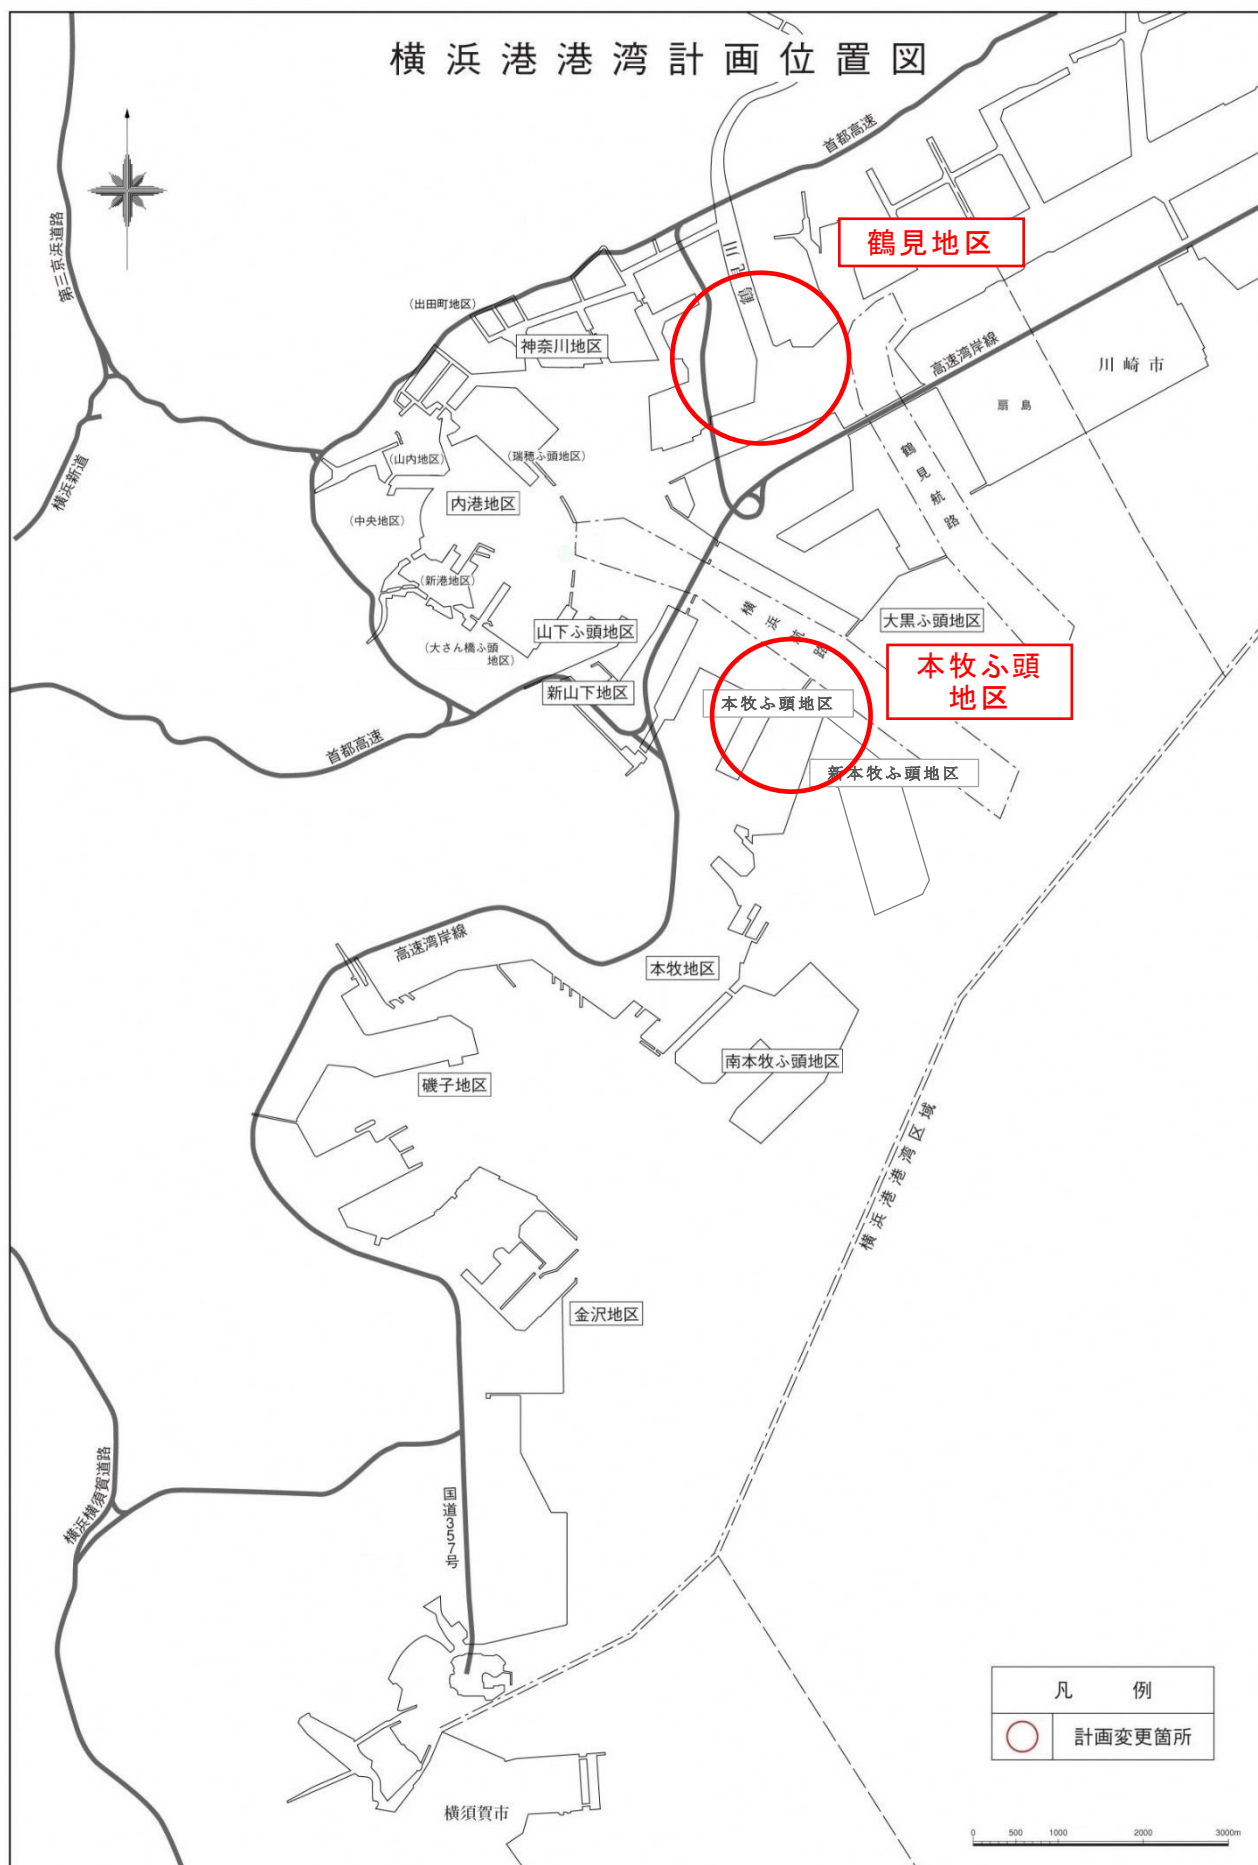 横浜港港湾計画位置図
首都高速
第三京浜道路
鶴見川
鶴見地区
(出田町地区)
神奈川地区
高速湾岸線
川崎市
扇島
横浜新道
(山内地区)
(瑞穂ふ頭地区)
鶴見航路
内港地区
(中央地区)
(新港地区)
横浜航路
大黒ふ頭地区
山下ふ頭地区
(大さん橋ふ頭
地区)
本牧ふ頭
地区
新山下地区
本牧ふ頭地区
首都高速
新本牧ふ頭地区
高速湾岸線
本牧地区
南本牧ふ頭地区
磯子地区
横浜港港湾区域
金沢地区
横浜横須賀道路
国道357号
凡例
計画変更箇所
横須賀市
0 500 1000 2000 3000m